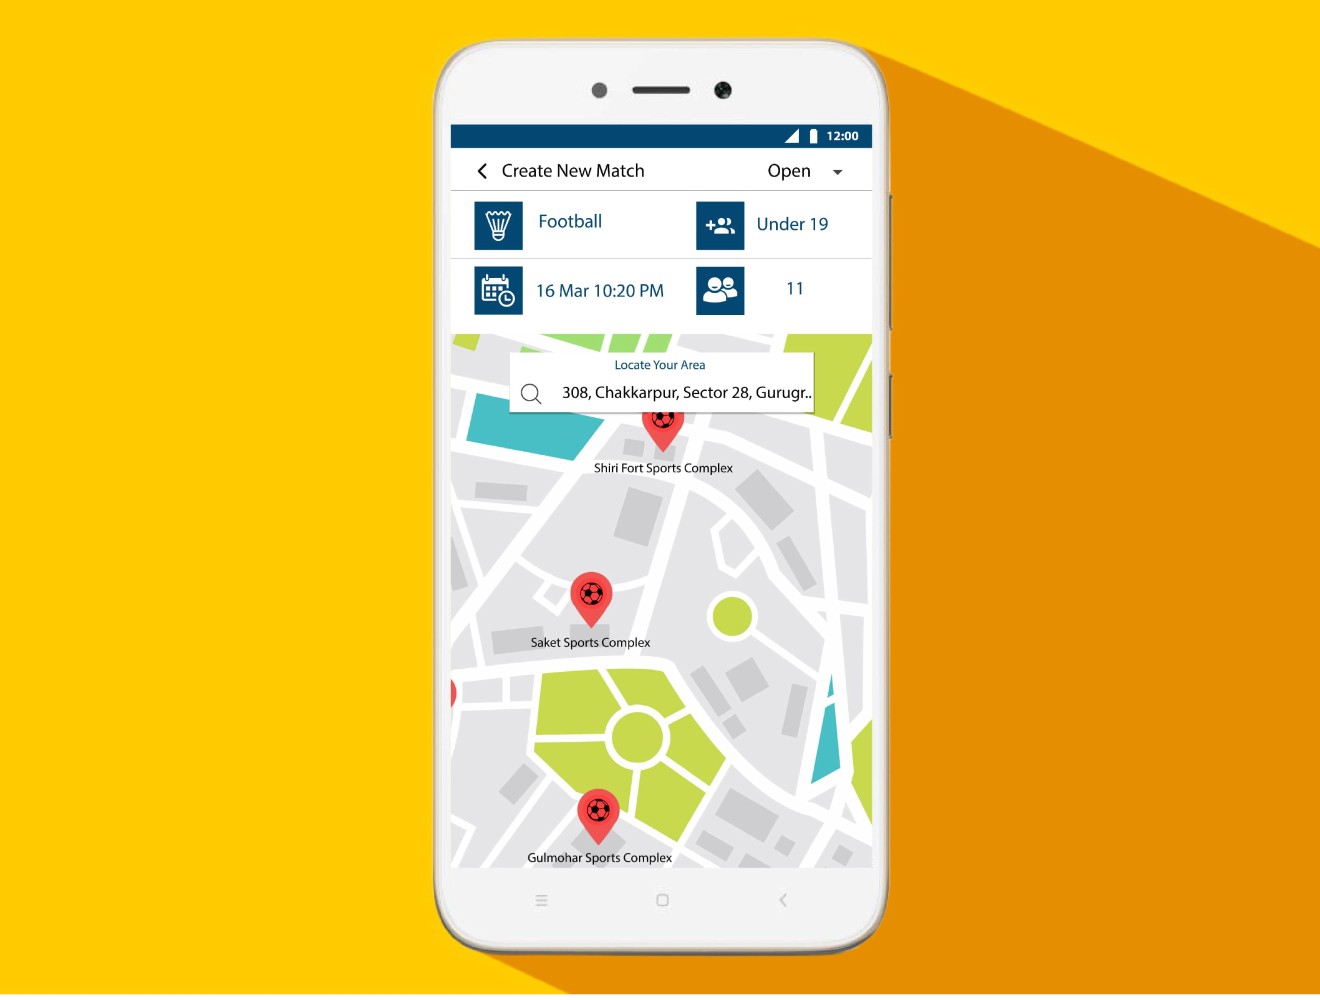 12:00
Create New Match
Open
Football
Under 19
16 Mar 10:20 PM
11
Locate Your Area
308, Chakkarpur, Sector 28, Gurugr..
Shiri Fort Sports Complex
Saket Sports Complex
Gulmohar Sports Complex